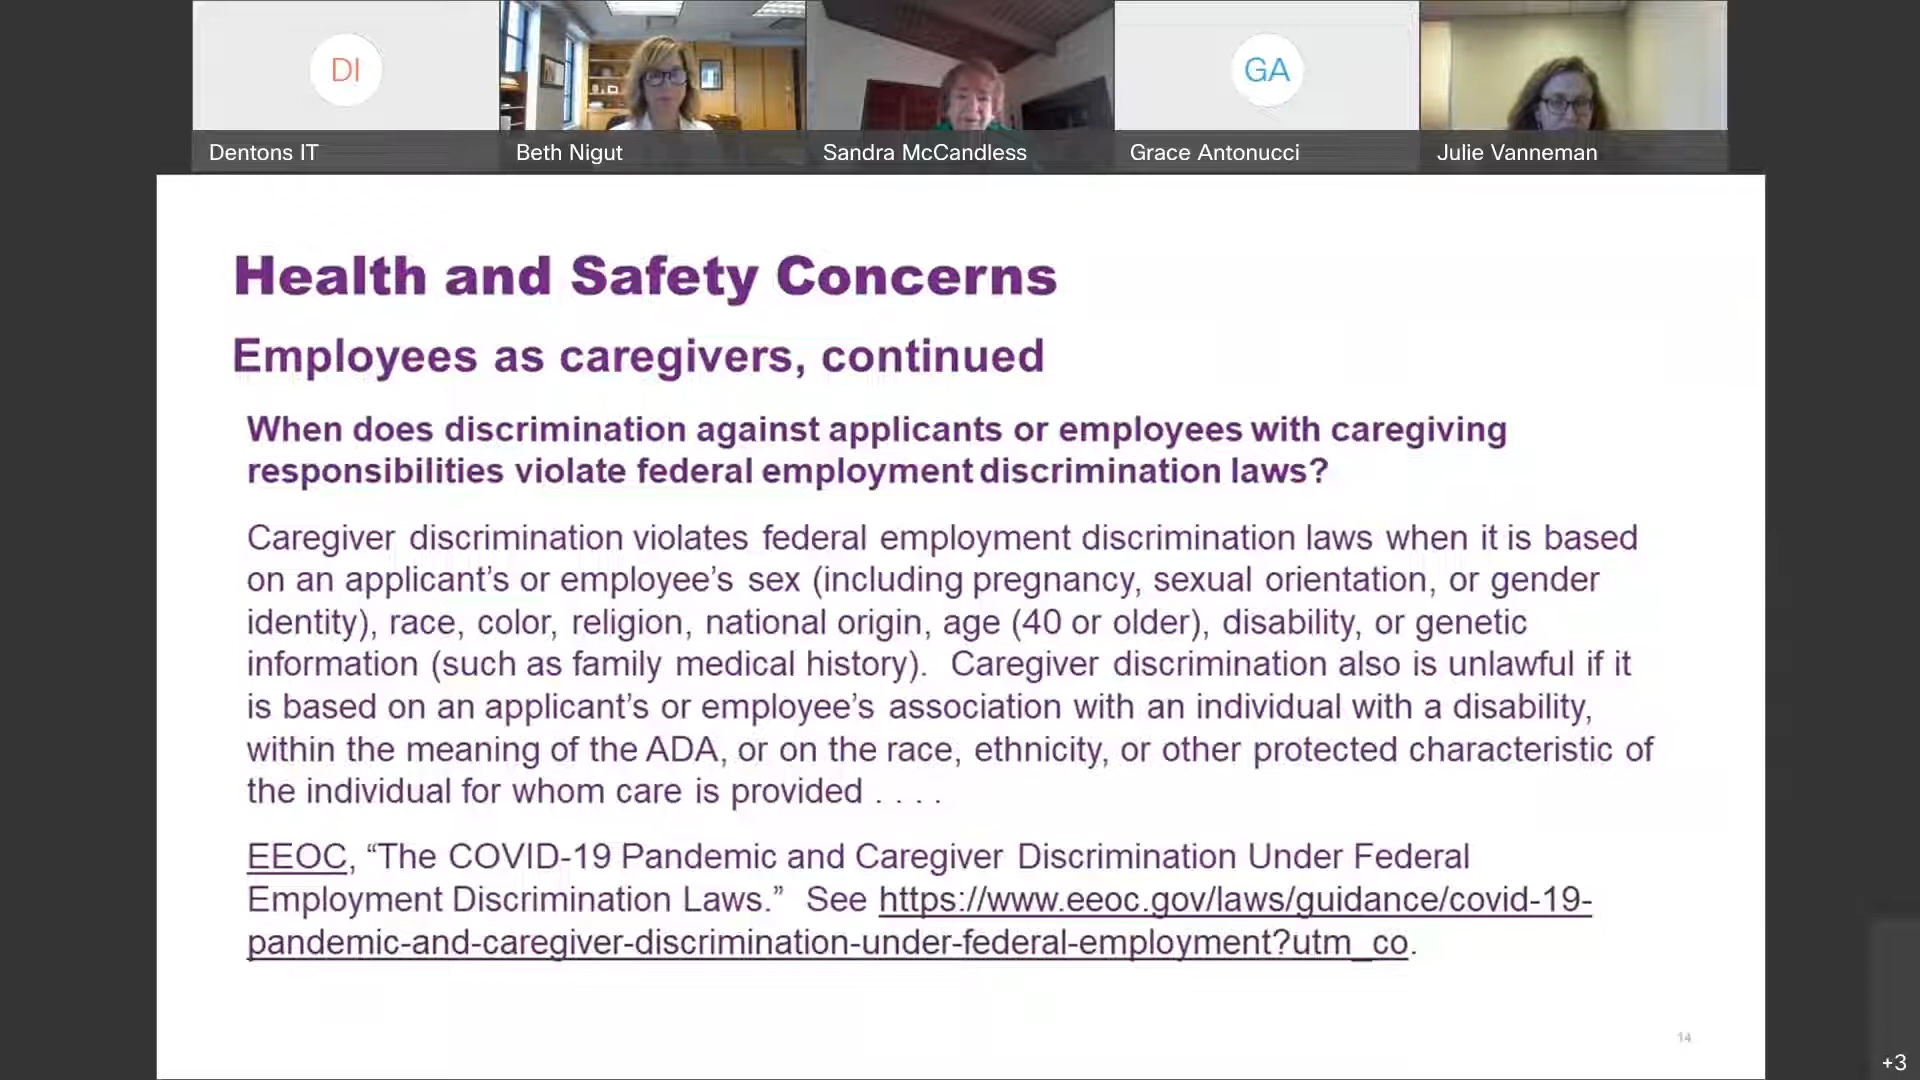 DI
GA
Dentons IT
Beth Nigut
Sandra McCandless
Grace Antonucci
Julie Vanneman
Health and Safety Concerns
Employees as caregivers, continued
When does discrimination against applicants or employees with caregiving
responsibilities violate federal employment discrimination laws?
Caregiver discrimination violates federal employment discrimination laws when it is based
on an applicant’s or employee’s sex (including pregnancy, sexual orientation, or gender
identity), race, color, religion, national origin, age (40 or older), disability, or genetic
information (such as family medical history).  Caregiver discrimination also is unlawful if it
is based on an applicant’s or employee’s association with an individual with a disability,
within the meaning of the ADA, or on the race, ethnicity, or other protected characteristic of
the individual for whom care is provided . . . .
EEOC, “The COVID-19 Pandemic and Caregiver Discrimination Under Federal
Employment Discrimination Laws.”  See https://www.eeoc.gov/laws/guidance/covid-19-
pandemic-and-caregiver-discrimination-under-federal-employment?utm_co.
14
+3